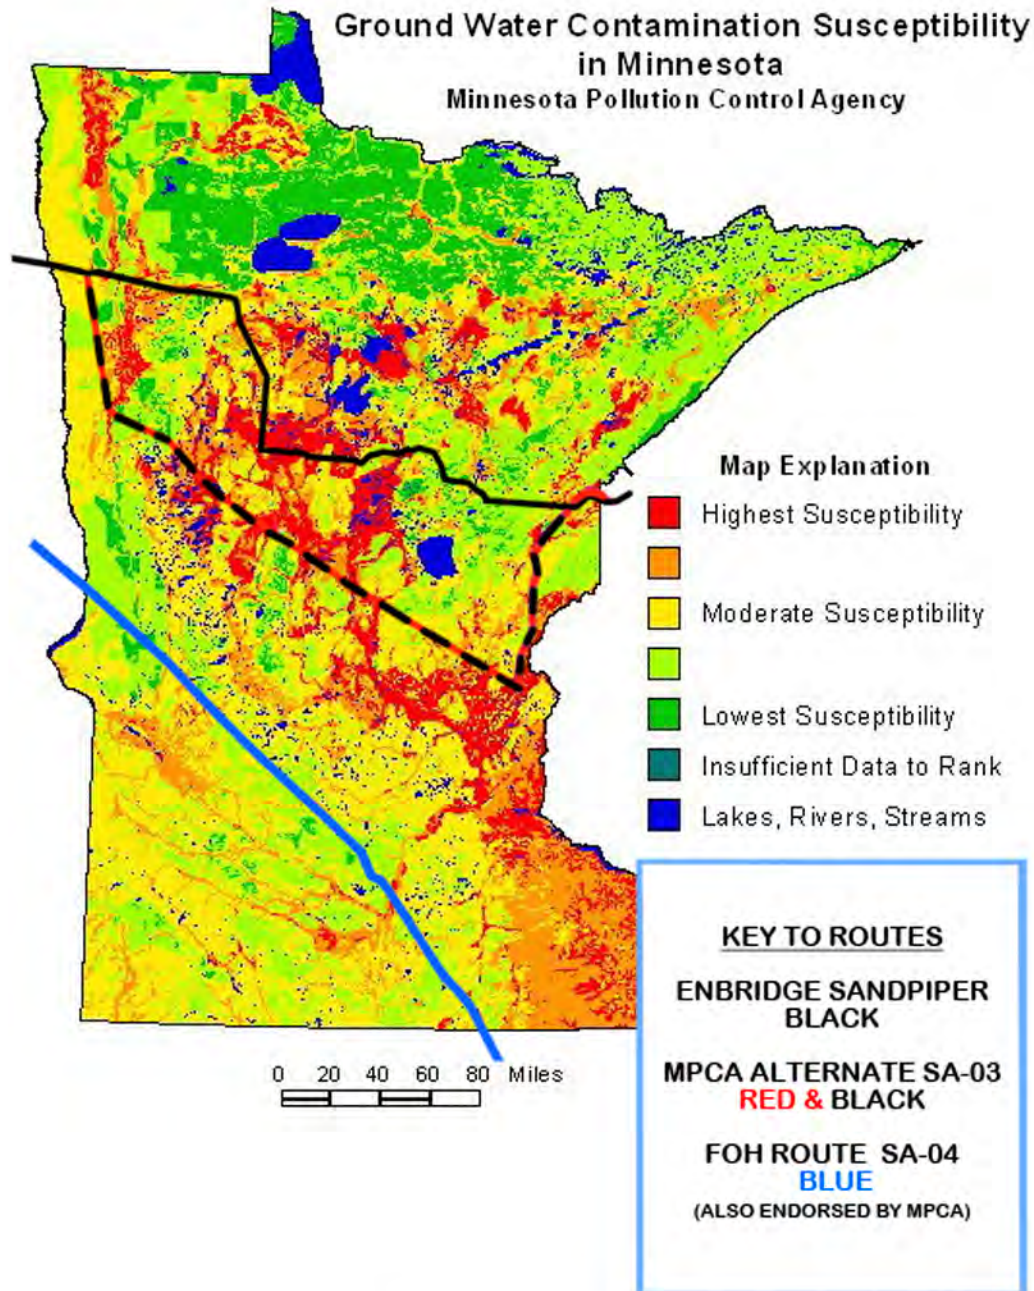 Ground Water Contamination Susceptibility
in Minnesota
Minnesota Pollution Control Agency
Map Explanation
Highest Susceptibility
Moderate Susceptibility
Lowest Susceptibility
Insufficient Data to Rank
Lakes, Rivers, Streams
KEY TO ROUTES
ENBRIDGE SANDPIPER
BLACK
MPCA ALTERNATE SA-03
RED & BLACK
FOH ROUTE SA-04
BLUE
(ALSO ENDORSED BY MPCA)
0 20 40 60 80 Miles